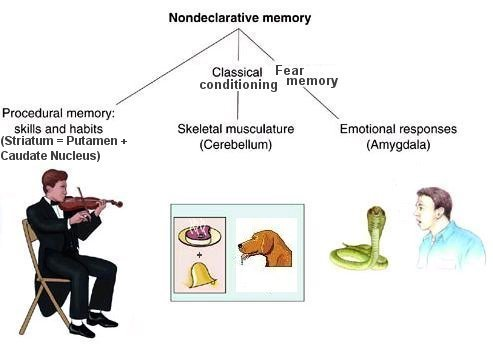 Nondeclarative memory
Classical
conditioning
Fear
memory
Procedural memory:
skills and habits
(Striatum = Putamen +
Caudate Nucleus)
Skeletal musculature
(Cerebellum)
Emotional responses
(Amygdala)
+